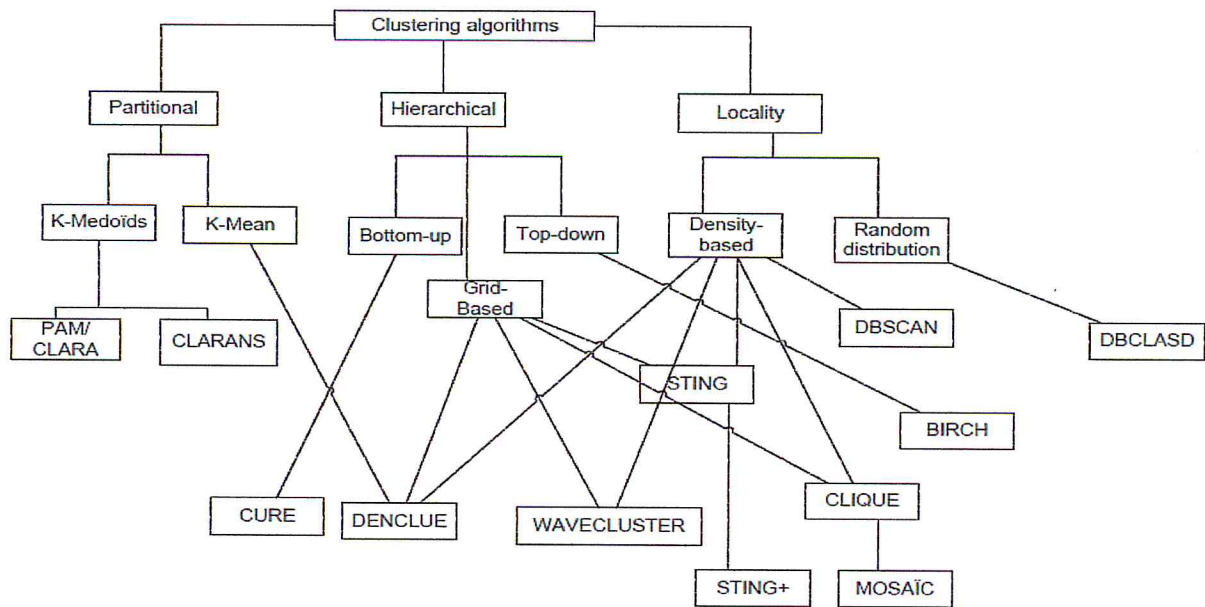 Clustering algorithms
Partitional
Hierarchical
Locality
K-Medoïds
K-Mean
Bottom-up
Top-down
Density-
based
Random
distribution
Grid-
Based
PAM/
CLARA
CLARANS
DBSCAN
DBCLASD
STING
BIRCH
CURE
DENCLUE
WAVECLUSTER
CLIQUE
STING+
MOSAÏC